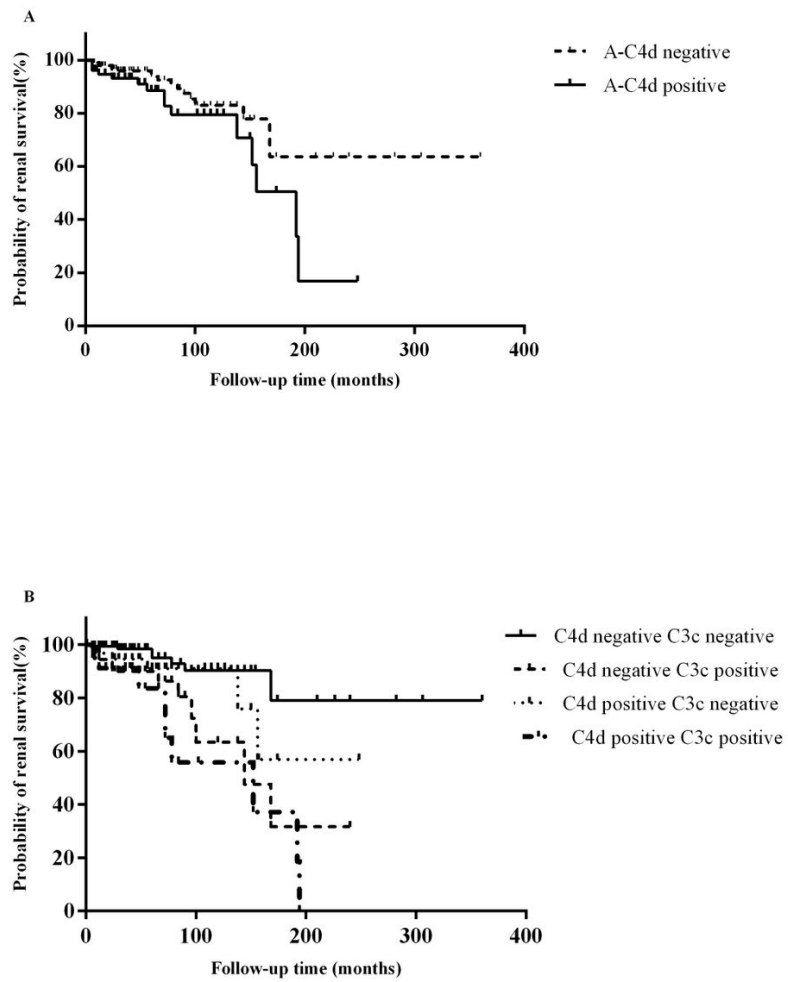 A
Probability of renal survival(%)
100
80
60
40
20
0
0 100 200 300 400
Follow-up time (months)
A-C4d negative
A-C4d positive
B
Probability of renal survival(%)
100
80
60
40
20
0
0 100 200 300 400
Follow-up time (months)
C4d negative C3c negative
C4d negative C3c positive
C4d positive C3c negative
C4d positive C3c positive